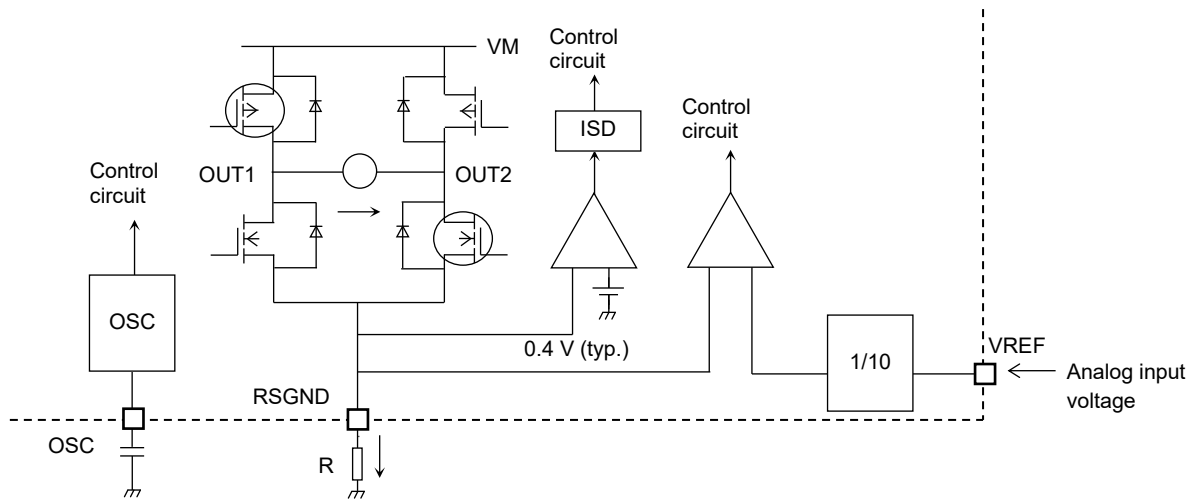 VM
Control
circuit
ISD
Control
circuit
Control
circuit
OUT1
OUT2
OSC
0.4 V (typ.)
1/10
VREF
Analog input
voltage
RSGND
OSC
R